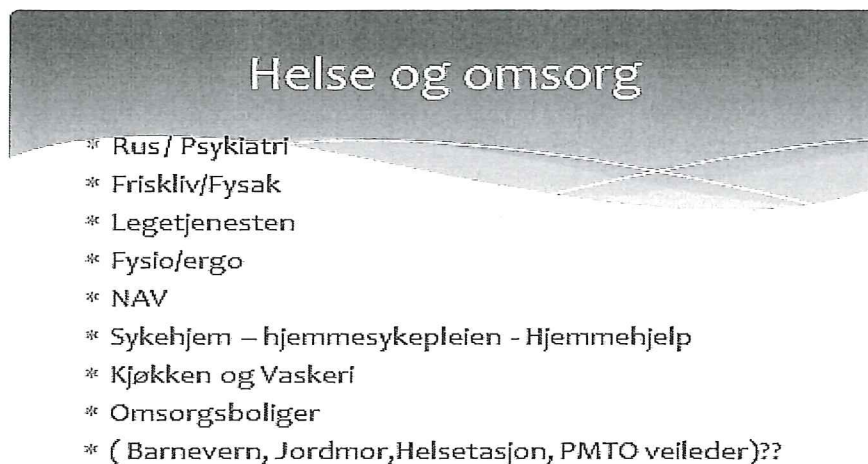 Helse og omsorg
* Rus/ Psykiatri
* Friskliv/Fysak
* Legetjenesten
* Fysio/ergo
* NAV
* Sykehjem – hjemmesykepleien - Hjemmehjelp
* Kjøkken og Vaskeri
* Omsorgsboliger
* ( Barnevern, Jordmor,Helsetasjon, PMTO veileder)??